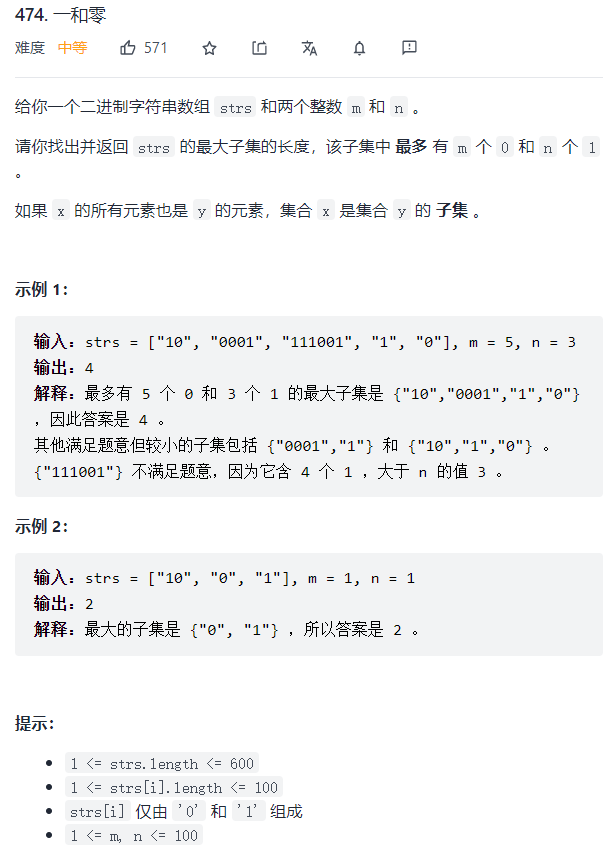 474. 一和零
难度 中等 571
给你一个二进制字符串数组 strs 和两个整数 m 和 n 。
请你找出并返回 strs 的最大子集的长度，该子集中 最多 有 m 个 0 和 n 个 1
。
如果 x 的所有元素也是 y 的元素，集合 x 是集合 y 的 子集 。
示例 1：
输入：strs = ["10", "0001", "111001", "1", "0"], m = 5, n = 3
输出：4
解释：最多有 5 个 0 和 3 个 1 的最大子集是 {"10","0001","1","0"}
，因此答案是 4 。
其他满足题意但较小的子集包括 {"0001","1"} 和 {"10","1","0"} 。
{"111001"} 不满足题意，因为它含 4 个 1 ，大于 n 的值 3 。
示例 2：
输入：strs = ["10", "0", "1"], m = 1, n = 1
输出：2
解释：最大的子集是 {"0", "1"} ，所以答案是 2 。
提示：
• 1 <= strs.length <= 600
• 1 <= strs[i].length <= 100
• strs[i] 仅由 '0' 和 '1' 组成
• 1 <= m, n <= 100